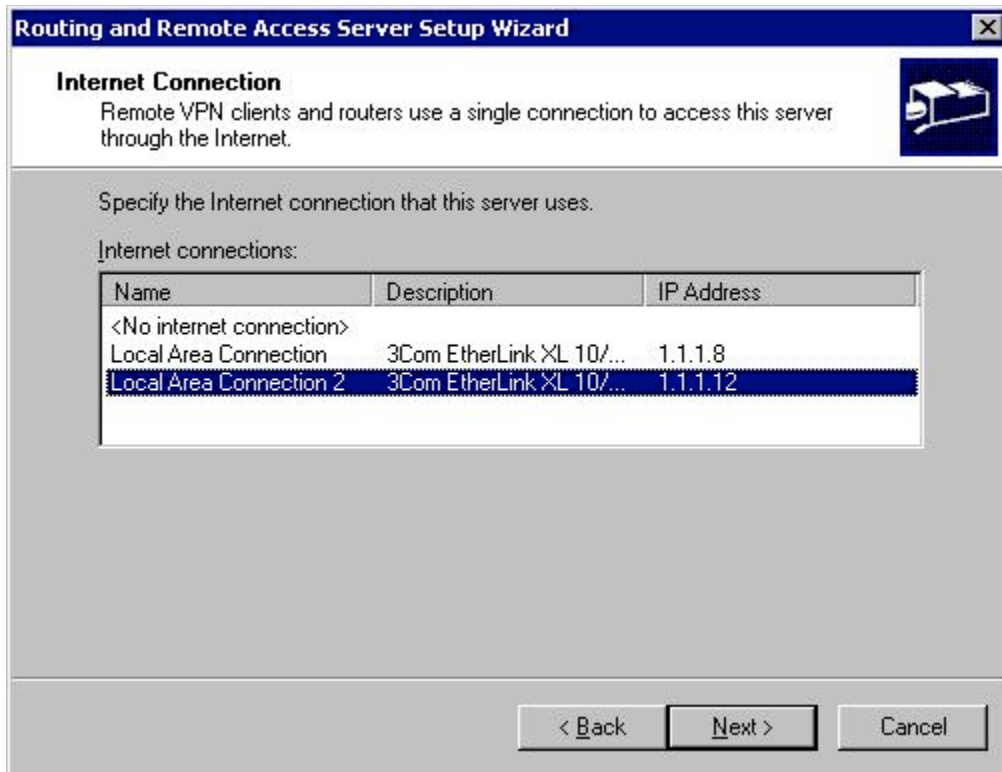 Routing and Remote Access Server Setup Wizard
Internet Connection
Remote VPN clients and routers use a single connection to access this server
through the Internet.
Specify the Internet connection that this server uses.
Internet connections:
Name Description IP Address
<No internet connection>
Local Area Connection 3Com EtherLink XL 10/... 1.1.1.8
Local Area Connection 2 3Com EtherLink XL 10/... 1.1.1.12
< Back Next > Cancel